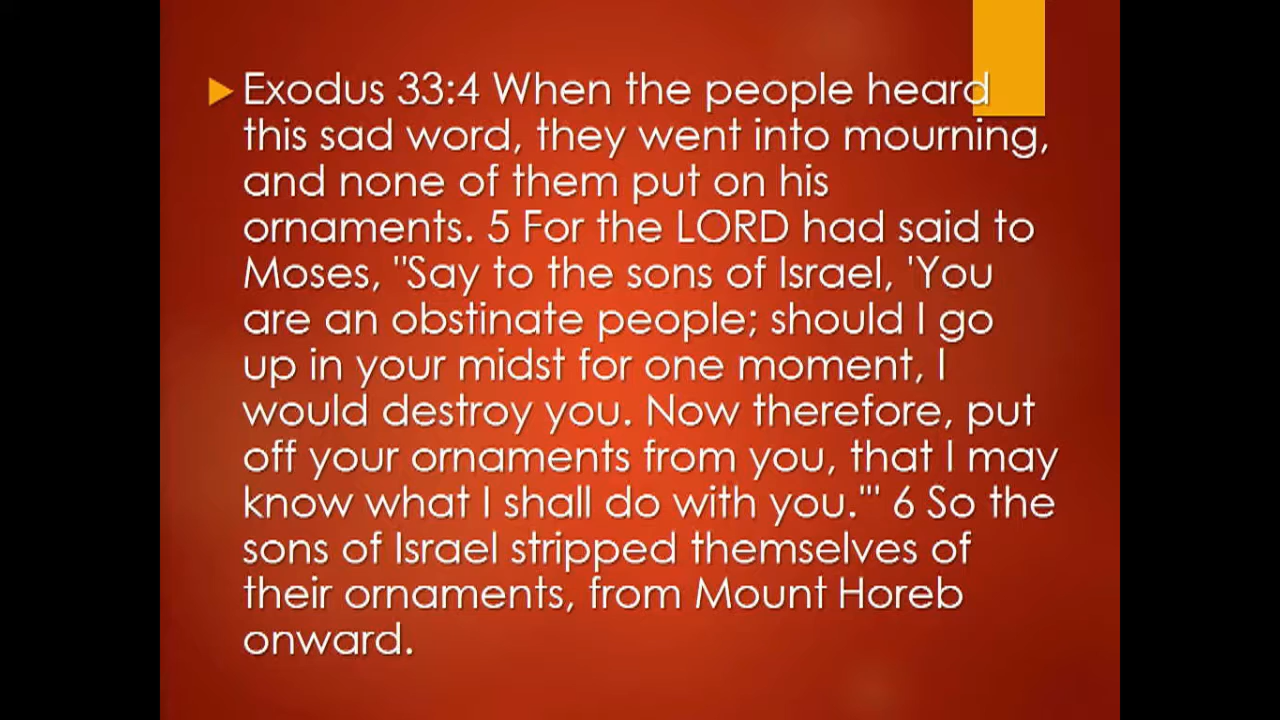 Exodus 33:4 When the people heard
this sad word, they went into mourning,
and none of them put on his
ornaments. 5 For the LORD had said to
Moses, "Say to the sons of Israel, 'You
are an obstinate people; should I go
up in your midst for one moment, I
would destroy you. Now therefore, put
off your ornaments from you, that I may
know what I shall do with you.'" 6 So the
sons of Israel stripped themselves of
their ornaments, from Mount Horeb
onward.